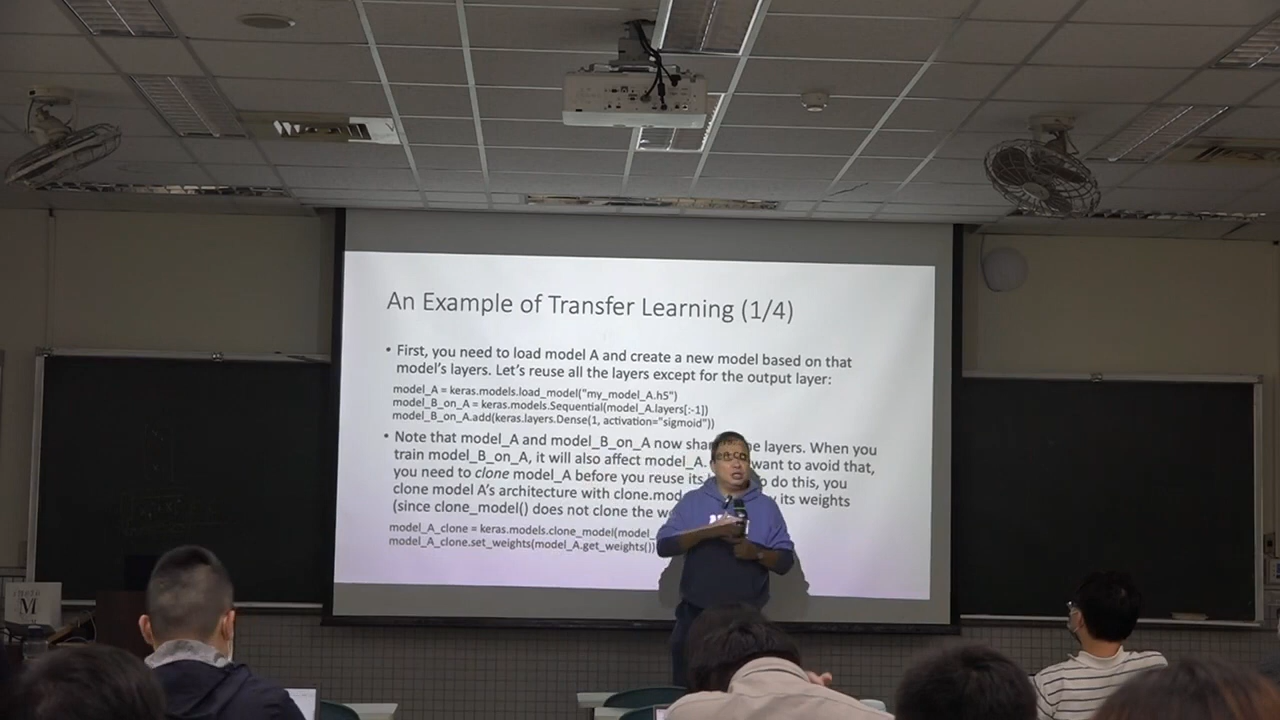 An Example of Transfer Learning (1/4)
• First, you need to load model A and create a new model based on that
model's layers. Let's reuse all the layers except for the output layer:
model_A = keras.models.load_model("my_model_A.h5")
model_B_on_A = keras.models.Sequential(model_A.layers[:-1])
model_B_on_A.add(keras.layers.Dense(1, activation="sigmoid"))
• Note that model_A and model_B_on_A now layers. When you
train model_B_on_A, it will also affect model_A. want to avoid that,
you need to clone model_A before you reuse its do this, you
clone model A's architecture with its weights
(since clone_model() does not clone the
model_A_clone = keras.models.clone_model(model_
model_A_clone.set_weights(model_A.get_weights())
M